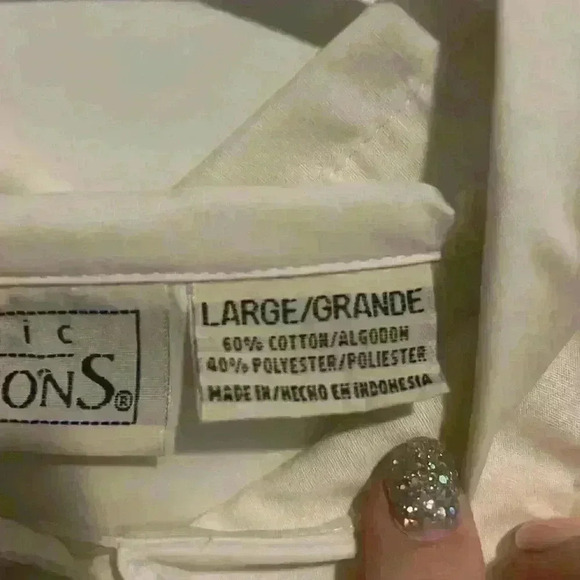 ic
ONS®
LARGE/GRANDE
60% COTTON/ALGODON
40% POLYESTER/POLIESTER
MADE IN/HECHO EN INDONESIA